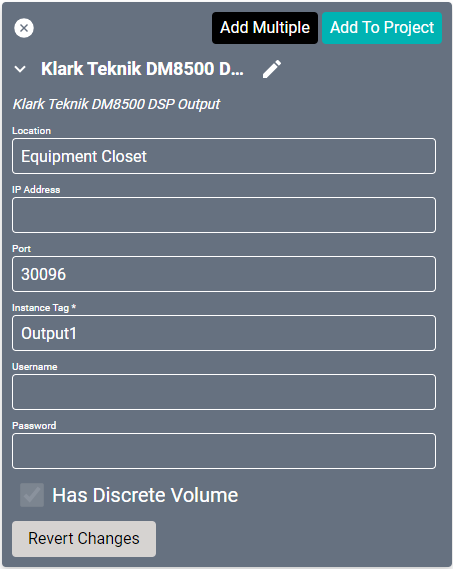 Add Multiple
Add To Project
Klark Teknik DM8500 D...
Klark Teknik DM8500 DSP Output
Location
Equipment Closet
IP Address
Port
30096
Instance Tag *
Output1
Username
Password
Has Discrete Volume
Revert Changes